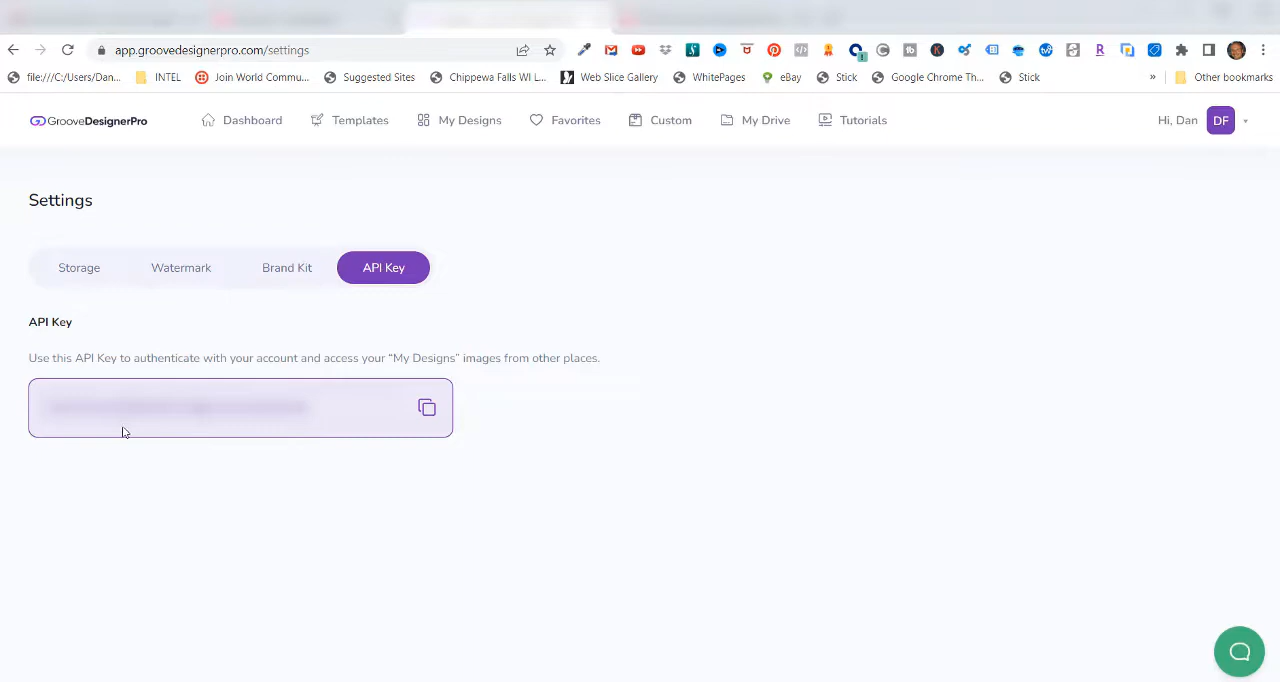 app.groovedesignerpro.com/settings
file:///C:/Users/Dan... INTEL Join World Commu... Suggested Sites Chippewa Falls WI L... Web Slice Gallery WhitePages eBay Stick Google Chrome Th... Stick » Other bookmarks
GrooveDesignerPro Dashboard Templates My Designs Favorites Custom My Drive Tutorials Hi, Dan DF
Settings
Storage Watermark Brand Kit API Key
API Key
Use this API Key to authenticate with your account and access your “My Designs” images from other places.